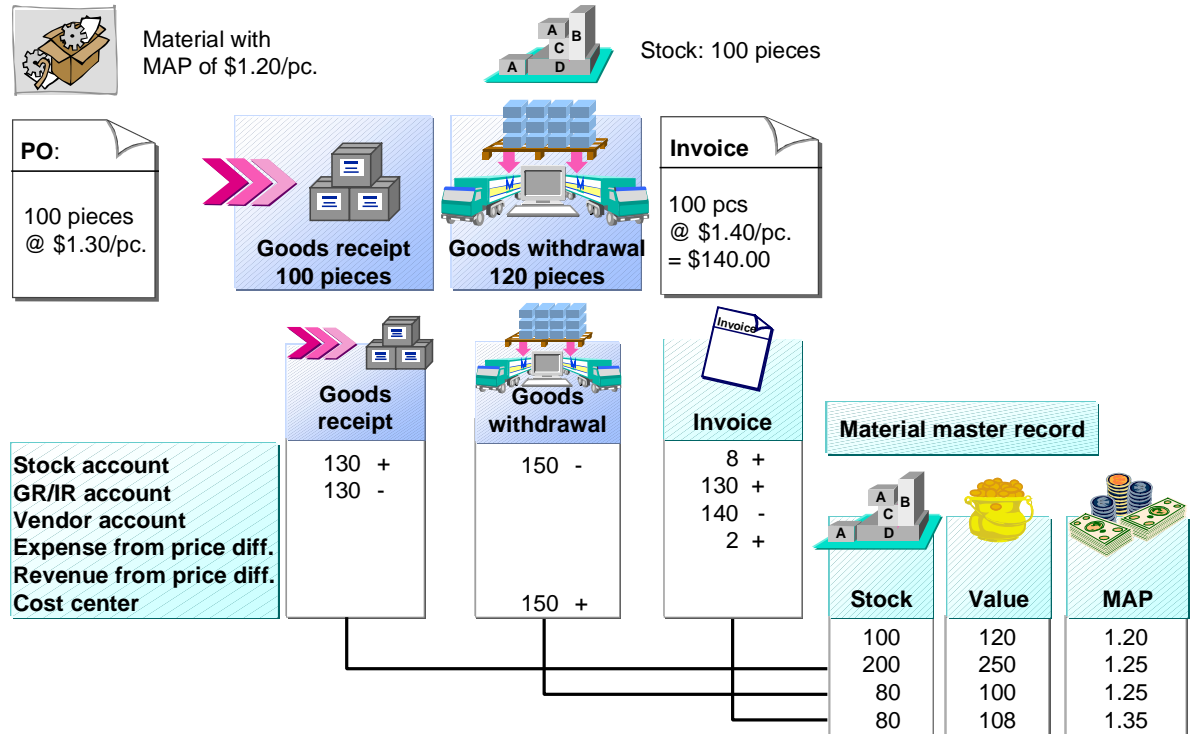 Material with
MAP of $1.20/pc.
A B
C
A D
Stock: 100 pieces
PO:
100 pieces
@ $1.30/pc.
Goods receipt
100 pieces
Goods withdrawal
120 pieces
Invoice
100 pcs
@ $1.40/pc.
= $140.00
Goods
receipt
Goods
withdrawal
Invoice
Invoice
Material master record
Stock account 130 + 150 - 8 +
GR/IR account 130 - 130 +
Vendor account 140 -
Expense from price diff. 2 +
Revenue from price diff.
Cost center 150 +
A B
C
A D
Stock Value MAP
100 120 1.20
200 250 1.25
80 100 1.25
80 108 1.35